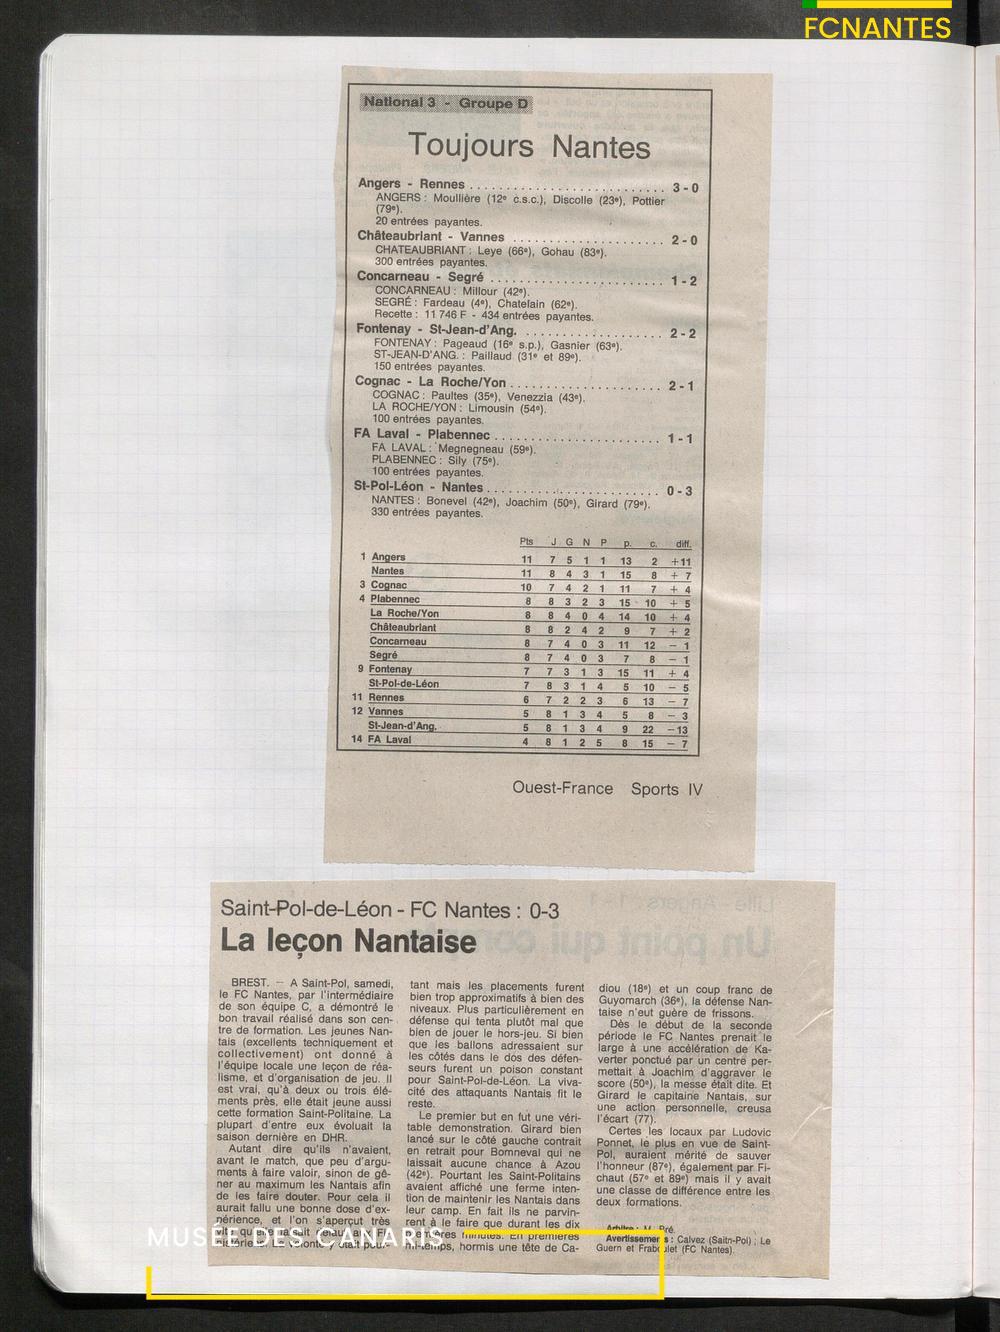 FCNANTES
National 3 - Groupe D
Toujours Nantes
Angers - Rennes ........................... 3 - 0
ANGERS : Moullière (12e c.s.c.), Discolle (23e), Pottier
(79e).
20 entrées payantes.
Châteaubriant - Vannes ..................... 2 - 0
CHATEAUBRIANT : Leye (66e), Gohau (83e).
300 entrées payantes.
Concarneau - Segré ........................ 1 - 2
CONCARNEAU : Millour (42e).
SEGRÉ : Fardeau (4e), Chatelain (62e).
Recette : 11 746 F - 434 entrées payantes.
Fontenay - St-Jean-d'Ang. ................... 2 - 2
FONTENAY : Pageaud (16e s.p.), Gasnier (63e).
ST-JEAN-D'ANG. : Paillaud (31e et 89e).
150 entrées payantes.
Cognac - La Roche/Yon ..................... 2 - 1
COGNAC : Paultes (35e), Venezzia (43e).
LA ROCHE/YON : Limousin (54e).
100 entrées payantes.
FA Laval - Plabennec ....................... 1 - 1
FA LAVAL : Megnegneau (59e).
PLABENNEC : Sily (75e).
100 entrées payantes.
St-Pol-Léon - Nantes ........................ 0 - 3
NANTES : Bonevel (42e), Joachim (50e), Girard (79e).
330 entrées payantes.
Pts J G N P p. c. diff.
1 Angers 11 7 5 1 1 13 2 +11
Nantes 11 8 4 3 1 15 8 + 7
3 Cognac 10 7 4 2 1 11 7 + 4
4 Plabennec 8 8 3 2 3 15 10 + 5
La Roche/Yon 8 8 4 0 4 14 10 + 4
Châteaubriant 8 8 2 4 2 9 7 + 2
Concarneau 8 7 4 0 3 11 12 - 1
Segré 8 7 4 0 3 7 8 - 1
9 Fontenay 7 7 3 1 3 15 11 + 4
St-Pol-de-Léon 7 8 3 1 4 5 10 - 5
11 Rennes 6 7 2 2 3 6 13 - 7
12 Vannes 5 8 1 3 4 5 8 - 3
St-Jean-d'Ang. 5 8 1 3 4 9 22 -13
14 FA Laval 4 8 1 2 5 8 15 - 7
Ouest-France Sports IV
Saint-Pol-de-Léon - FC Nantes : 0-3
La leçon Nantaise
BREST. — A Saint-Pol, samedi,
le FC Nantes, par l'intermédiaire
de son équipe C, a démontré le
bon travail réalisé dans son cen-
tre de formation. Les jeunes Nan-
tais (excellents techniquement et
collectivement) ont donné à
l'équipe locale une leçon de réa-
lisme, et d'organisation de jeu. Il
est vrai, qu'à deux ou trois élé-
ments près, elle était jeune aussi
cette formation Saint-Politaine. La
plupart d'entre eux évoluait la
saison dernière en DHR.
Autant dire qu'ils n'avaient,
avant le match, que peu d'argu-
ments à faire valoir, sinon de gê-
ner au maximum les Nantais afin
de les faire douter. Pour cela il
aurait fallu une bonne dose d'ex-
périence, et l'on s'aperçut très
tant mais les placements furent
bien trop approximatifs à bien des
niveaux. Plus particulièrement en
défense qui tenta plutôt mal que
bien de jouer le hors-jeu. Si bien
que les ballons adressaient sur
les côtés dans le dos des défen-
seurs furent un poison constant
pour Saint-Pol-de-Léon. La viva-
cité des attaquants Nantais fit le
reste.
Le premier but en fut une véri-
table demonstration. Girard bien
lancé sur le côté gauche contrait
en retrait pour Bomneval qui ne
laissait aucune chance à Azou
(42e). Pourtant les Saint-Politains
avaient affiché une ferme inten-
tion de maintenir les Nantais dans
leur camp. En fait ils ne parvin-
rent à le faire que durant les dix
premières minutes. En premières
mi-temps, hormis une tête de Ca-
diou (18e) et un coup franc de
Guyomarch (36e), la défense Nan-
taise n'eut guère de frissons.
Dès le début de la seconde
période le FC Nantes prenait le
large à une accélération de Ka-
verter ponctué par un centre per-
mettait à Joachim d'aggraver le
score (50e), la messe était dite. Et
Girard le capitaine Nantais, sur
une action personnelle, creusa
l'écart (77).
Certes les locaux par Ludovic
Ponnet, le plus en vue de Saint-
Pol, auraient mérité de sauver
l'honneur (87e), également par Fi-
chaut (57e et 89e) mais il y avait
une classe de différence entre les
deux formations.
Arbitre : M. Pré.
Avertissements : Calvez (Saitn-Pol) ; Le
Guern et Fraboulet (FC Nantes).
MUSÉE DES CANARIS